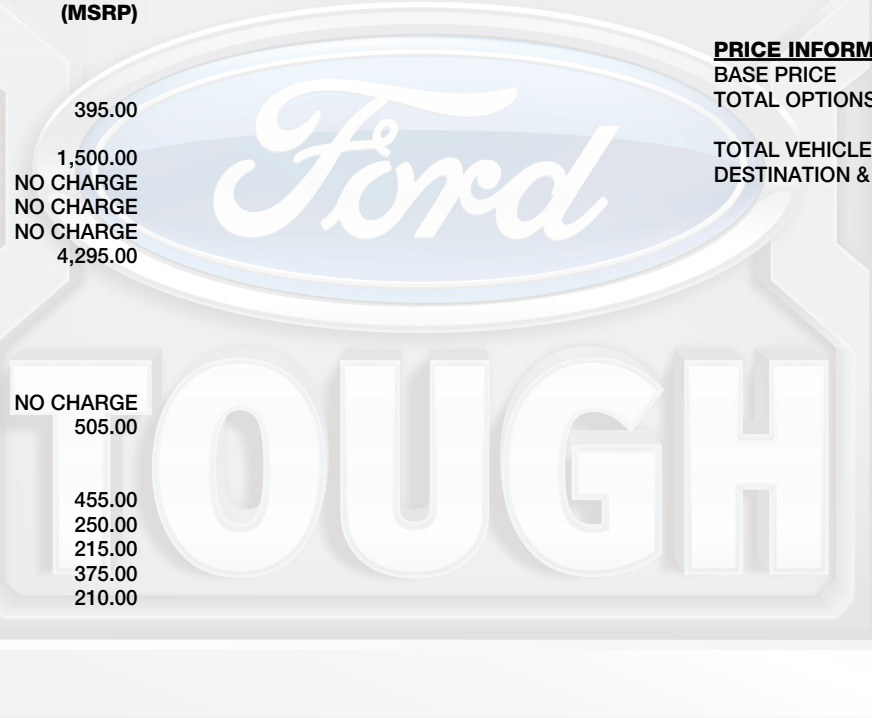 (MSRP)
395.00
1,500.00
NO CHARGE
NO CHARGE
NO CHARGE
4,295.00
NO CHARGE
505.00
455.00
250.00
215.00
375.00
210.00
PRICE INFORM
BASE PRICE
TOTAL OPTIONS
TOTAL VEHICLE
DESTINATION &
Ford
TOUGH